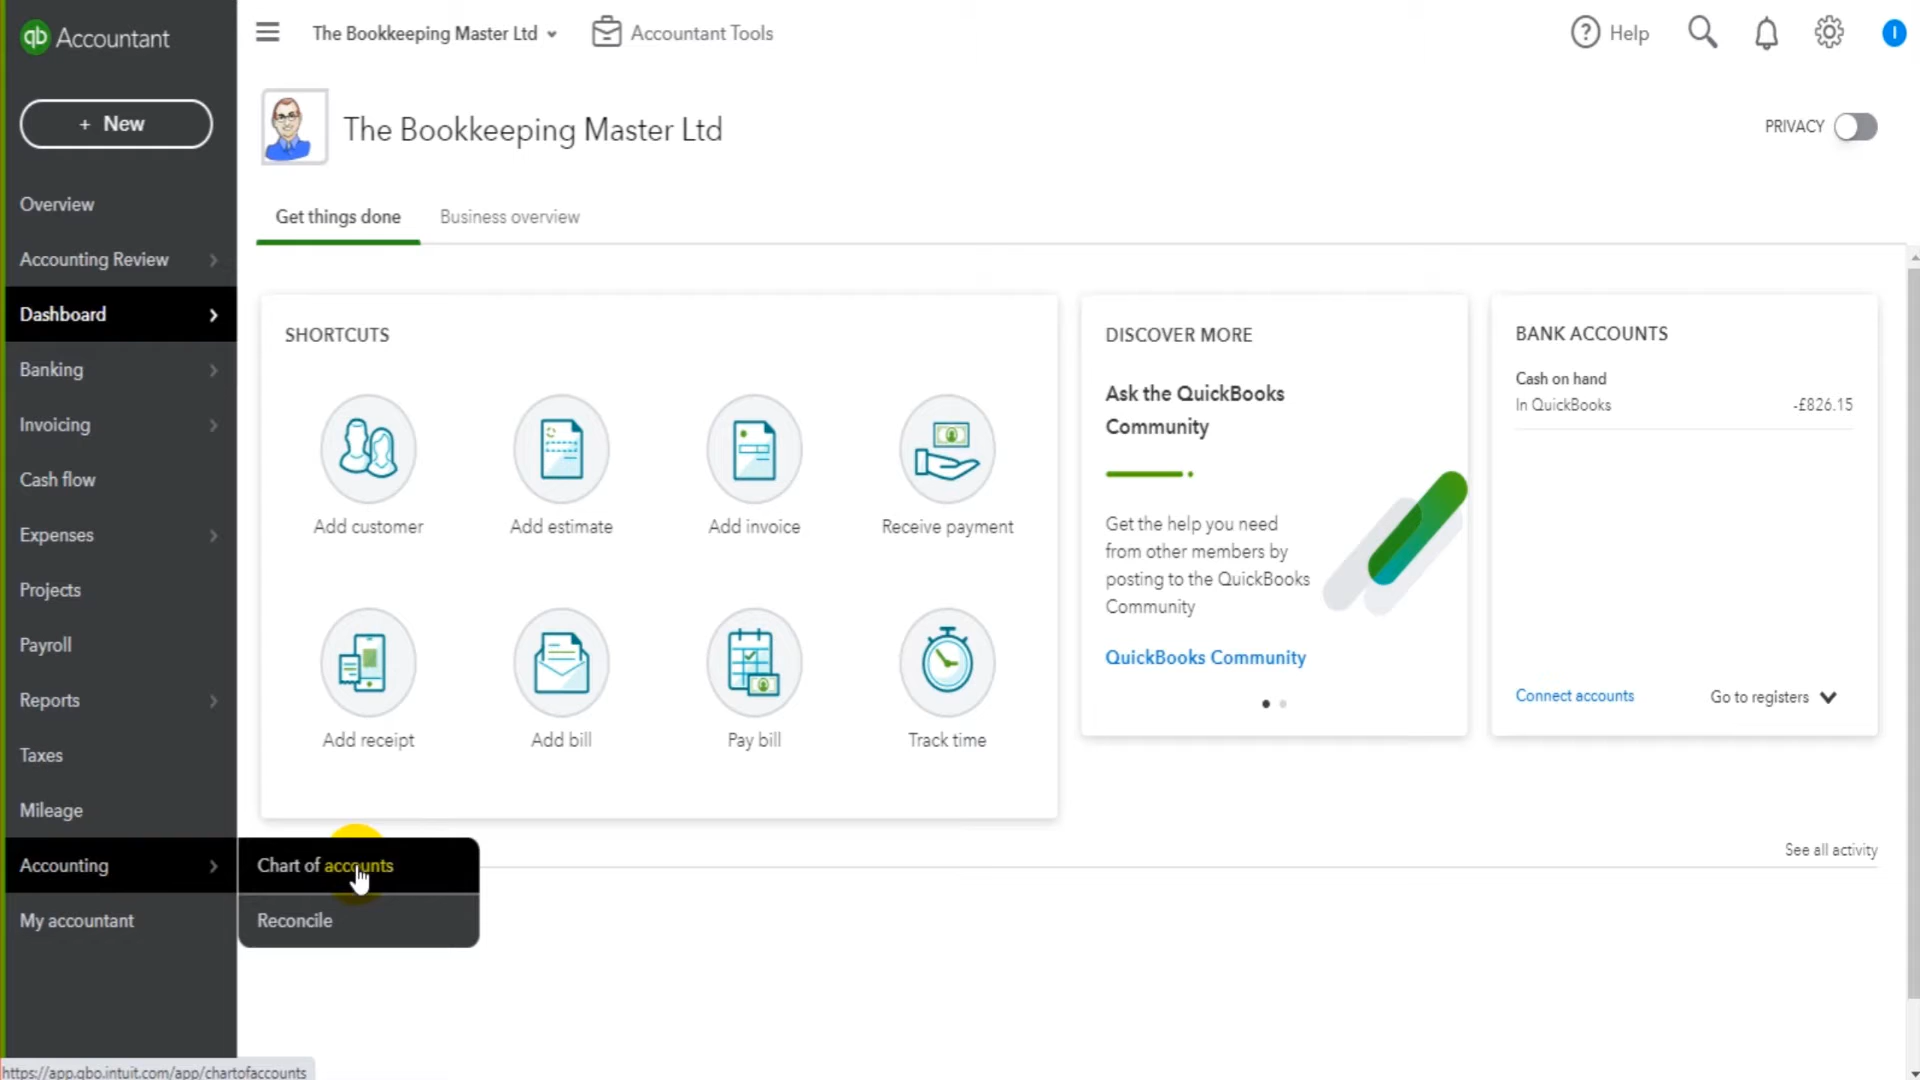 qb Accountant
The Bookkeeping Master Ltd
Accountant Tools
? Help
I
+ New
The Bookkeeping Master Ltd
PRIVACY
Overview
Accounting Review
Dashboard
Banking
Invoicing
Cash flow
Expenses
Projects
Payroll
Reports
Taxes
Mileage
Accounting
My accountant
Chart of accounts
Reconcile
Get things done
Business overview
SHORTCUTS
Add customer
Add estimate
Add invoice
Receive payment
Add receipt
Add bill
Pay bill
Track time
DISCOVER MORE
Ask the QuickBooks
Community
Get the help you need
from other members by
posting to the QuickBooks
Community
QuickBooks Community
BANK ACCOUNTS
Cash on hand
In QuickBooks
-£826.15
Connect accounts
Go to registers
See all activity
https://app.qbo.intuit.com/app/chartofaccounts